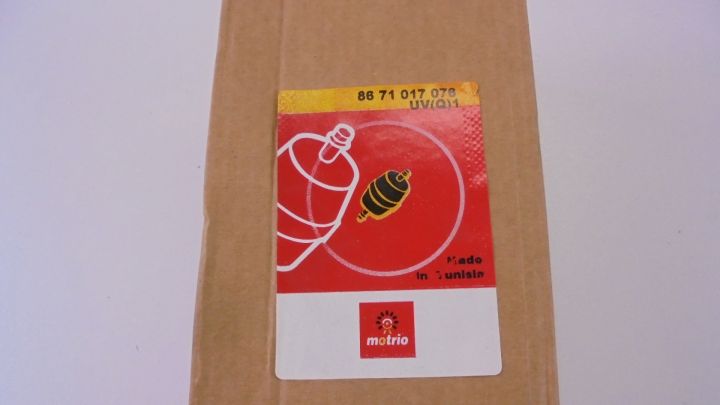 86 71 017 078
UV(Q)1
Made
in Tunisia
motrio